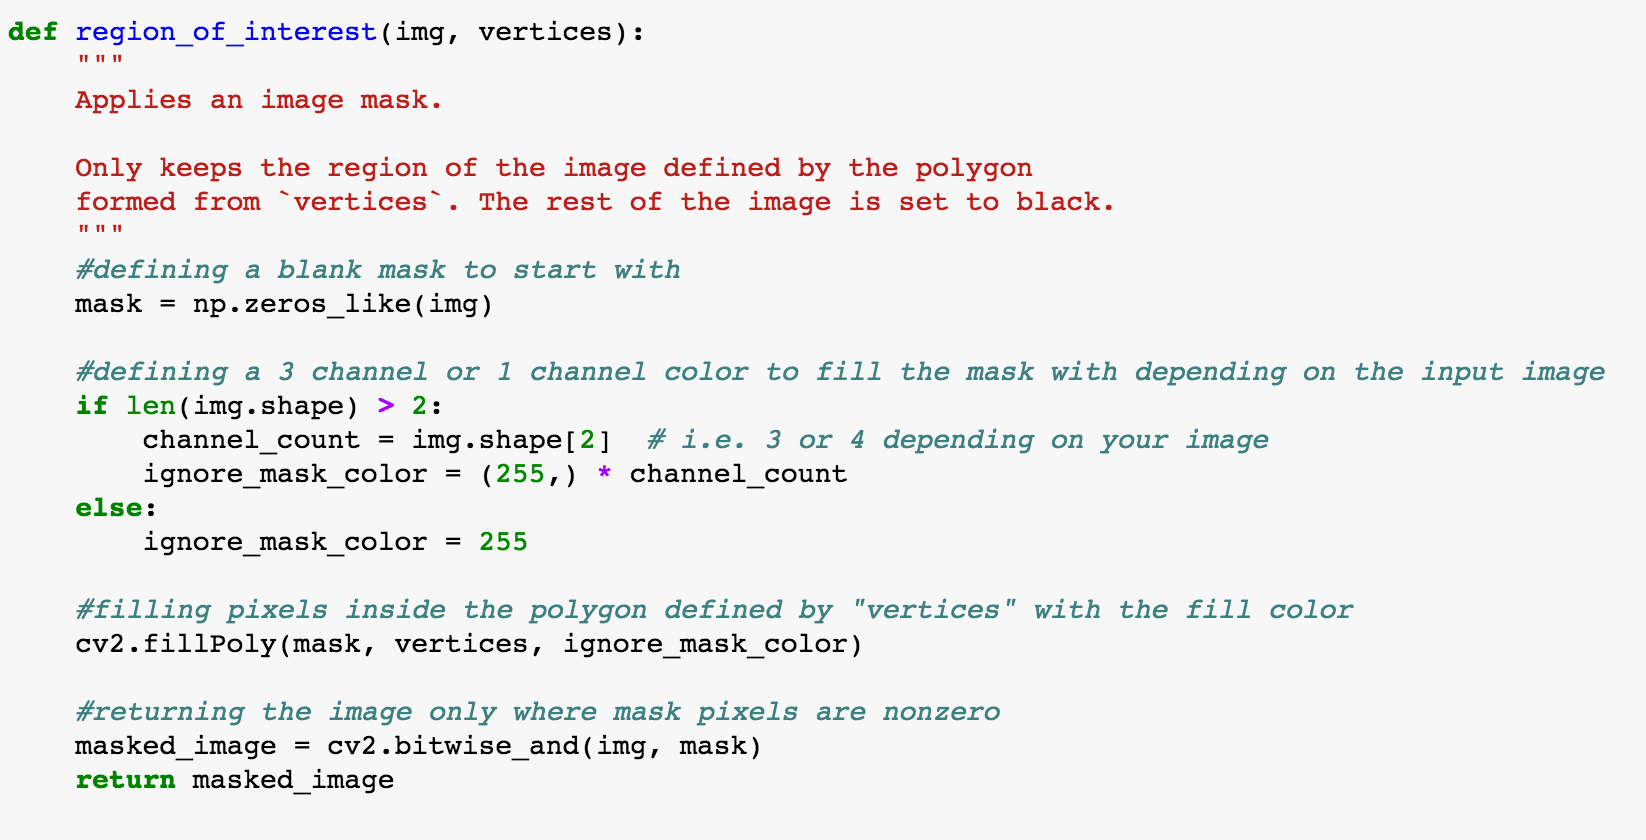 def region_of_interest(img, vertices):
    """
    Applies an image mask.

    Only keeps the region of the image defined by the polygon
    formed from `vertices`. The rest of the image is set to black.
    """
    #defining a blank mask to start with
    mask = np.zeros_like(img)

    #defining a 3 channel or 1 channel color to fill the mask with depending on the input image
    if len(img.shape) > 2:
        channel_count = img.shape[2]  # i.e. 3 or 4 depending on your image
        ignore_mask_color = (255,) * channel_count
    else:
        ignore_mask_color = 255

    #filling pixels inside the polygon defined by "vertices" with the fill color
    cv2.fillPoly(mask, vertices, ignore_mask_color)

    #returning the image only where mask pixels are nonzero
    masked_image = cv2.bitwise_and(img, mask)
    return masked_image